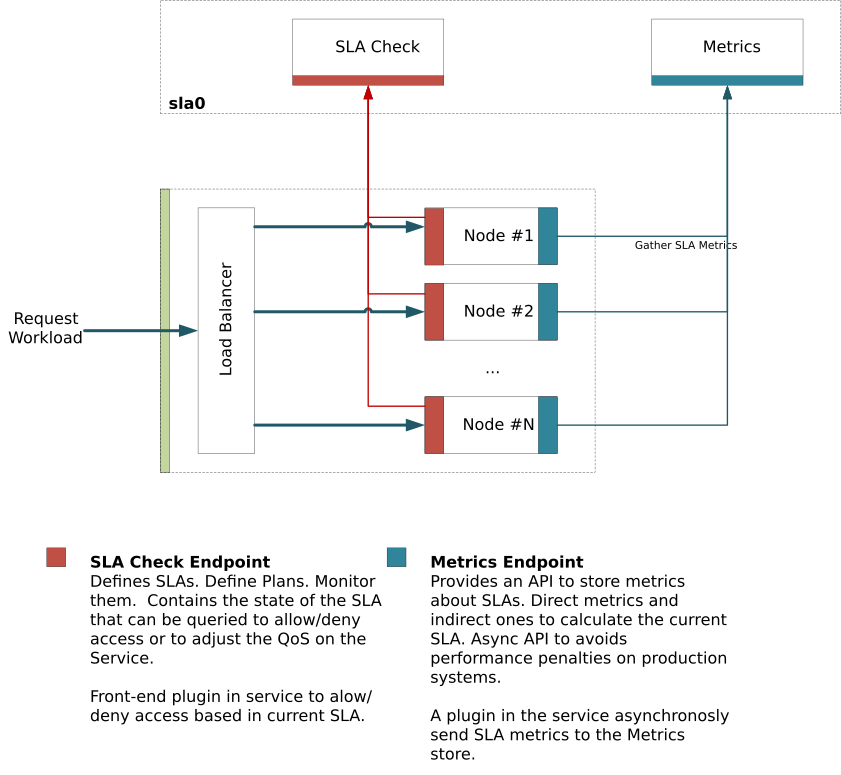 SLA Check
Metrics
sla0
Node #1
Gather SLA Metrics
Load Balancer
Node #2
Request
Workload
...
Node #N
SLA Check Endpoint
Defines SLAs. Define Plans. Monitor
them.  Contains the state of the SLA
that can be queried to allow/deny
access or to adjust the QoS on the
Service.
Front-end plugin in service to alow/
deny access based in current SLA.
Metrics Endpoint
Provides an API to store metrics
about SLAs. Direct metrics and
indirect ones to calculate the current
SLA. Async API to avoids
performance penalties on production
systems.
A plugin in the service asynchronosly
send SLA metrics to the Metrics
store.